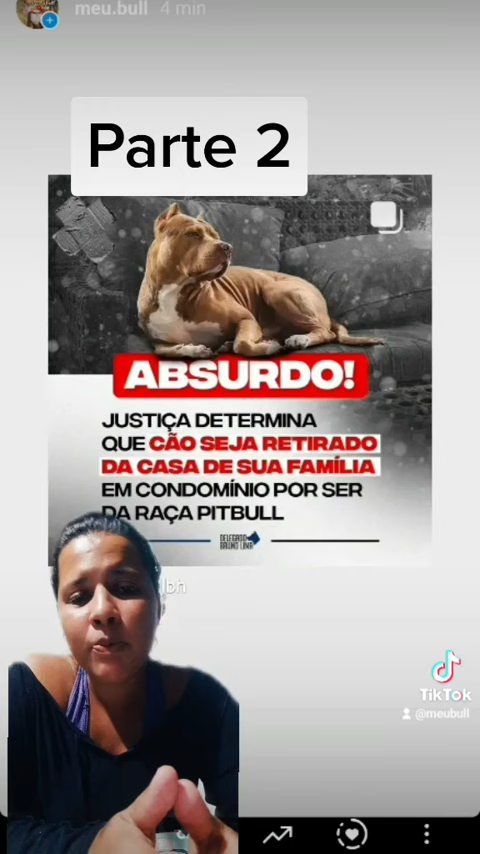 meu.bull 4 min
Parte 2
ABSURDO!
JUSTIÇA DETERMINA
QUE CÃO SEJA RETIRADO
DA CASA DE SUA FAMÍLIA
EM CONDOMÍNIO POR SER
DA RAÇA PITBULL
DELEGADO
BRUNO LIMA
lbh
TikTok
@meubull